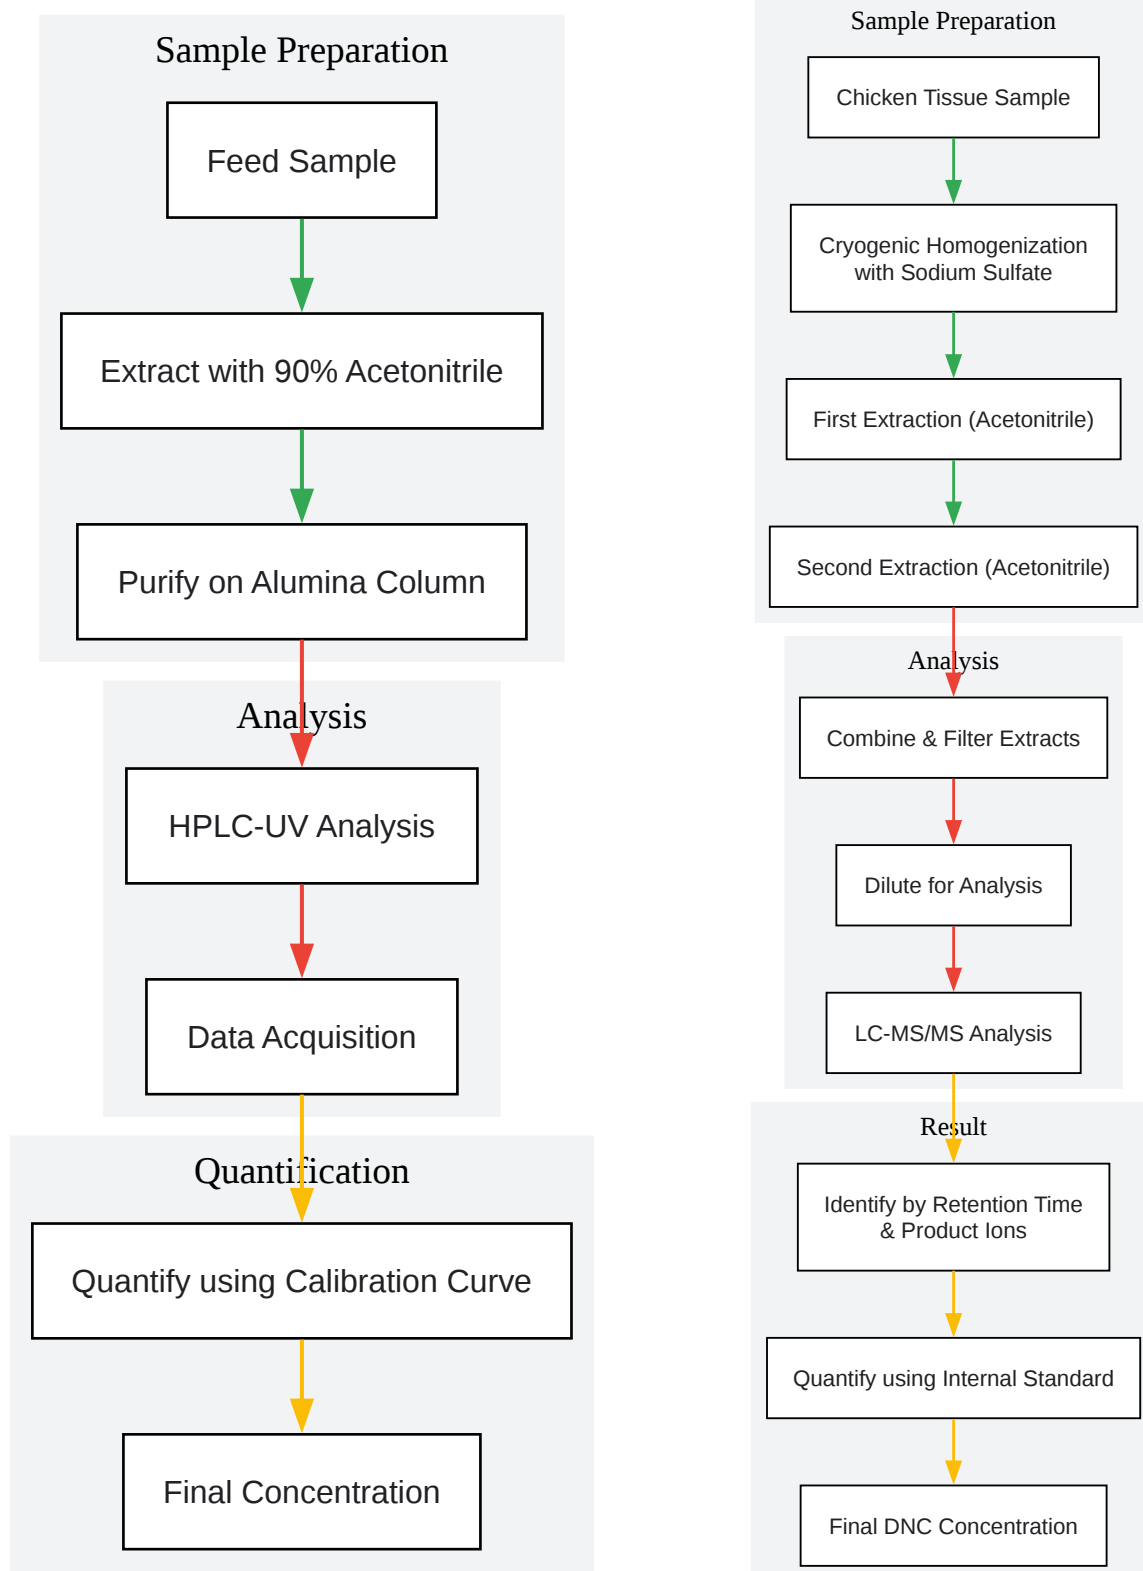 Sample Preparation
Feed Sample
Extract with 90% Acetonitrile
Purify on Alumina Column
Analysis
HPLC-UV Analysis
Data Acquisition
Quantification
Quantify using Calibration Curve
Final Concentration
Sample Preparation
Chicken Tissue Sample
Cryogenic Homogenization
with Sodium Sulfate
First Extraction (Acetonitrile)
Second Extraction (Acetonitrile)
Analysis
Combine & Filter Extracts
Dilute for Analysis
LC-MS/MS Analysis
Result
Identify by Retention Time
& Product Ions
Quantify using Internal Standard
Final DNC Concentration